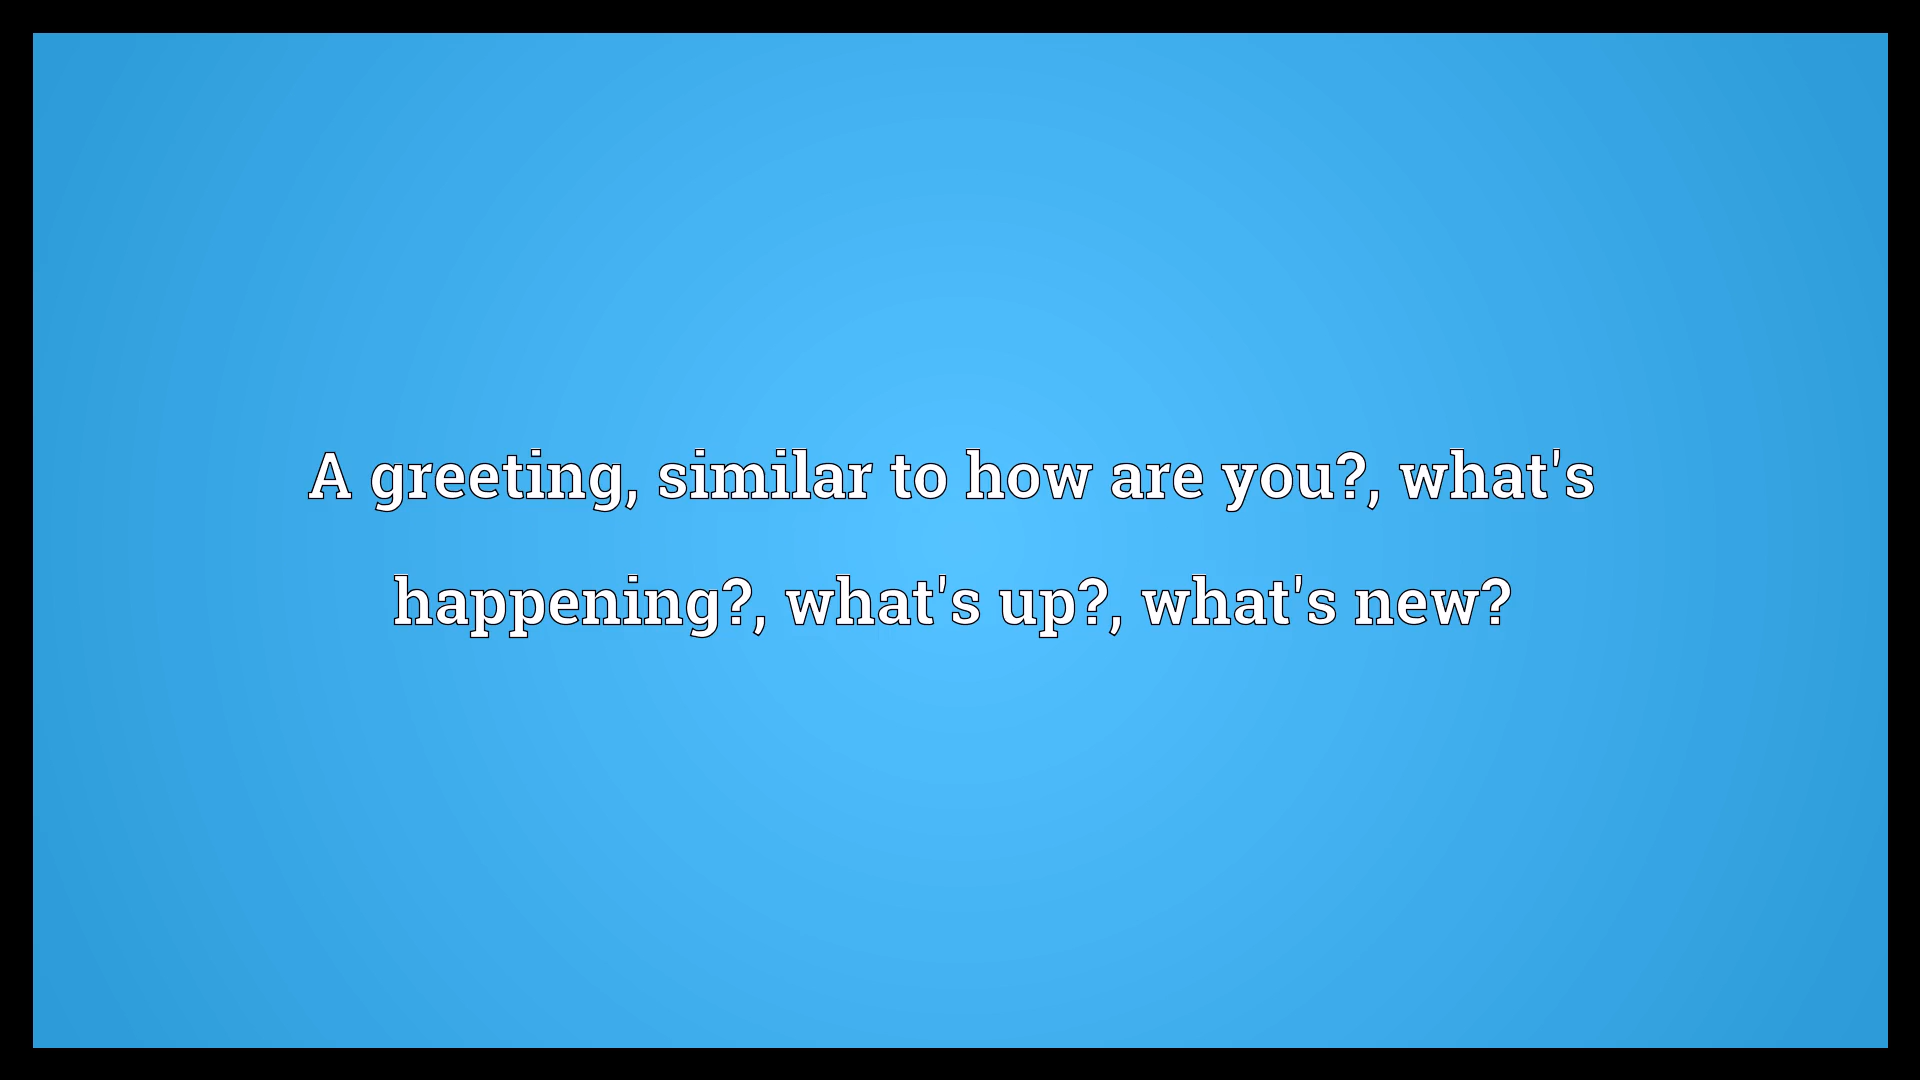 A greeting, similar to how are you?, what's
happening?, what's up?, what's new?